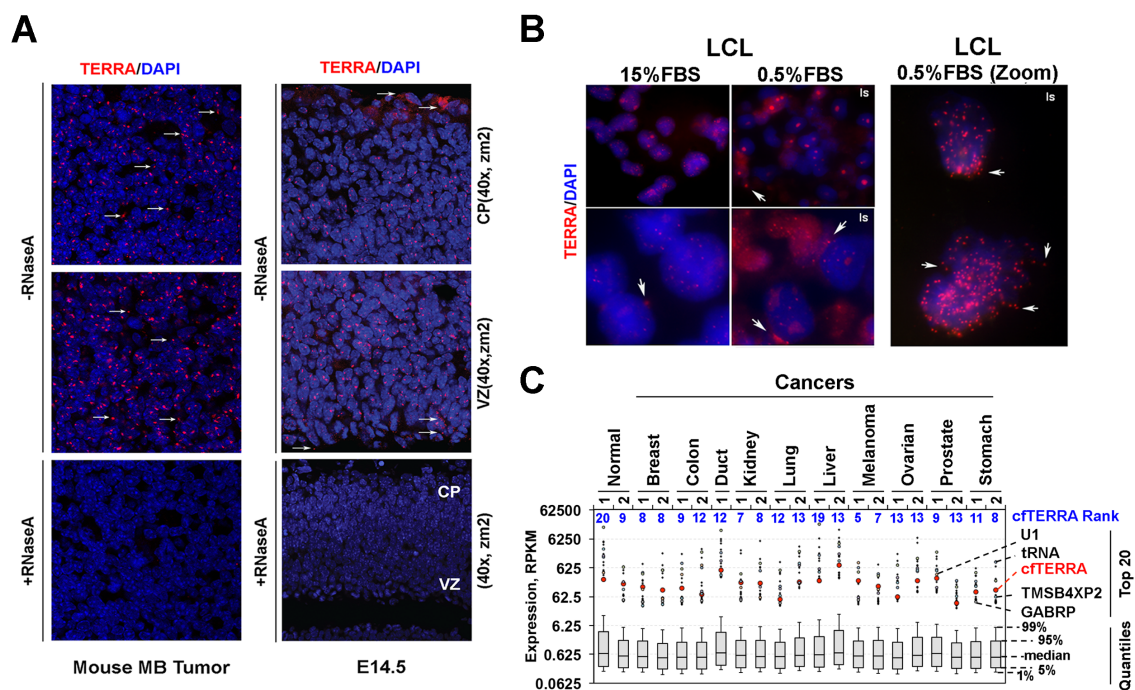 A
TERRA/DAPI
TERRA/DAPI
-RNaseA
-RNaseA
CP(40x, zm2)
VZ(40x,zm2)
+RNaseA
+RNaseA
CP
VZ
(40x, zm2)
Mouse MB Tumor
E14.5
B
LCL
LCL
15%FBS
0.5%FBS
0.5%FBS (Zoom)
TERRA/DAPI
ls
ls
ls
C
Cancers
Normal
Breast
Colon
Duct
Kidney
Lung
Liver
Melanoma
Ovarian
Prostate
Stomach
1 2 1 2 1 2 1 1 2 1 2 1 2 1 2 1 2 1 2 1 2
20 9 8 8 9 12 12 7 8 12 13 19 13 5 7 13 13 9 13 11 8
cfTERRA Rank
Expression, RPKM
62500
6250
625
62.5
6.25
0.625
0.0625
U1
tRNA
cfTERRA
TMSB4XP2
GABRP
Top 20
99%
95%
median
5%
1%
Quantiles